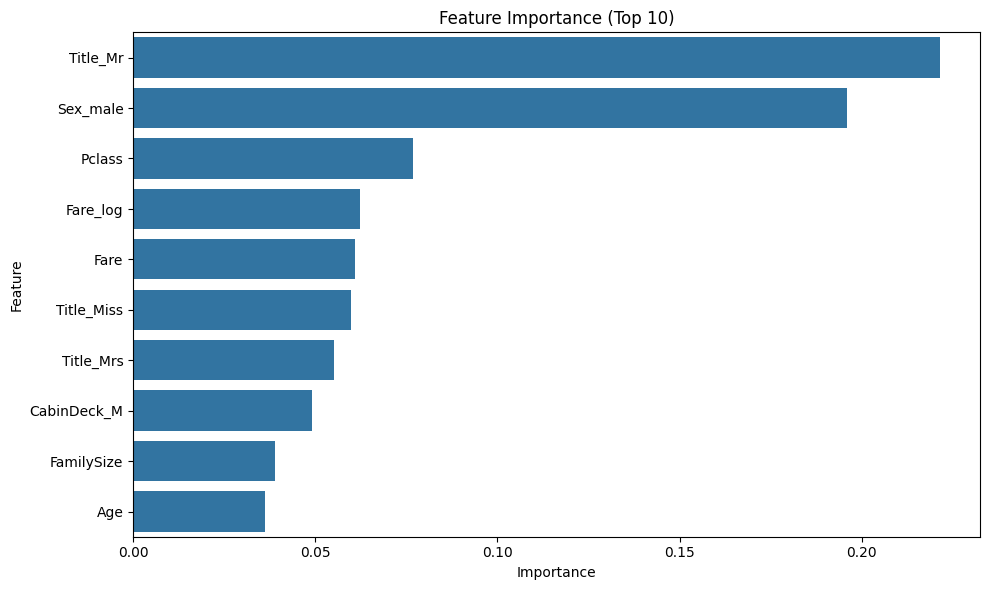 Feature Importance (Top 10)
Title_Mr
Sex_male
Pclass
Fare_log
Fare
Title_Miss
Title_Mrs
CabinDeck_M
FamilySize
Age
Feature
0.00 0.05 0.10 0.15 0.20
Importance